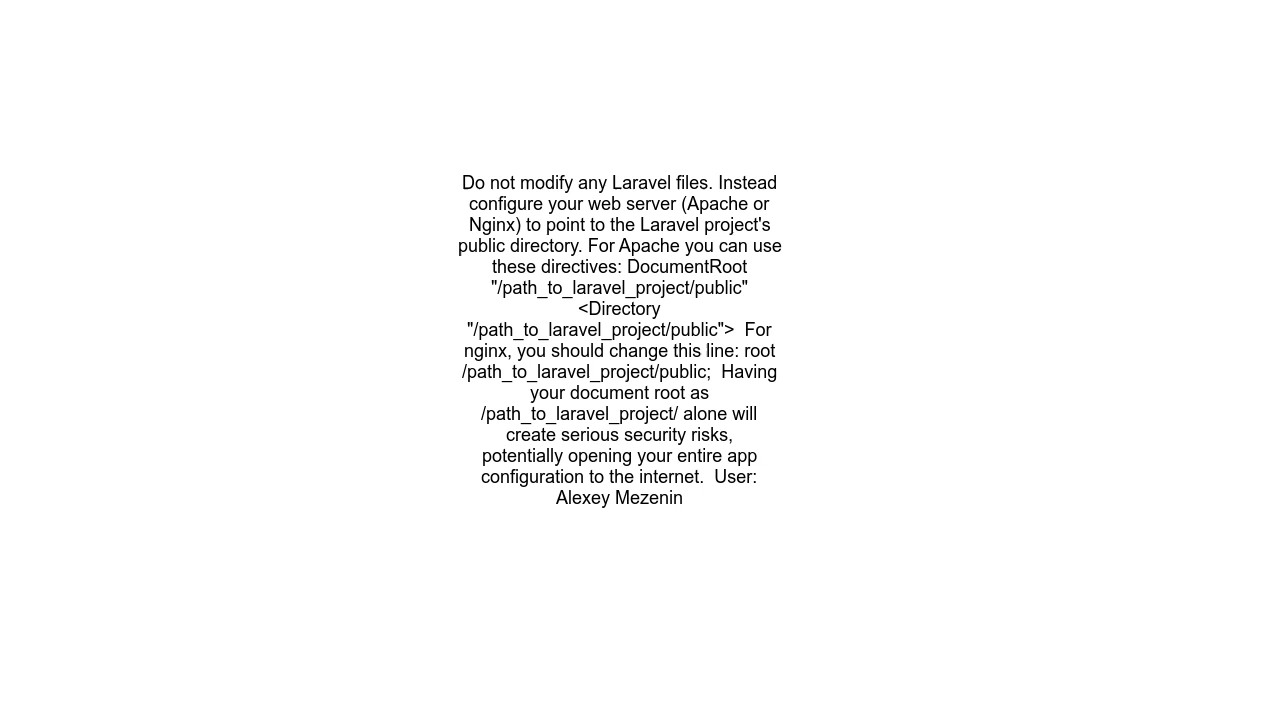 Do not modify any Laravel files. Instead
configure your web server (Apache or
Nginx) to point to the Laravel project's
public directory. For Apache you can use
these directives: DocumentRoot
"/path_to_laravel_project/public"
<Directory
"/path_to_laravel_project/public">  For
nginx, you should change this line: root
/path_to_laravel_project/public;  Having
your document root as
/path_to_laravel_project/ alone will
create serious security risks,
potentially opening your entire app
configuration to the internet.  User:
Alexey Mezenin